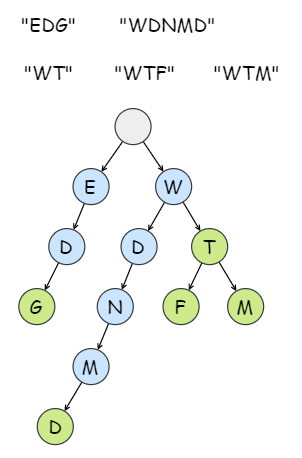 "EDG" "WDNMD"
"WT" "WTF" "WTM"
E W
D D T
G N F M
M
D